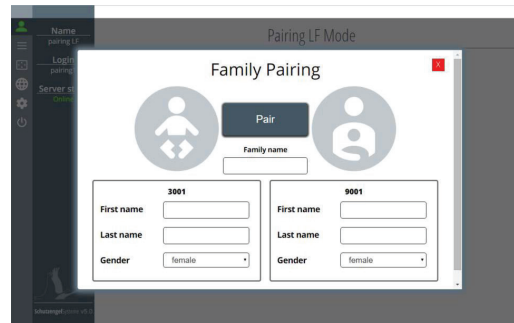 Name
pairing LF
Pairing LF Mode
Login
pairing
Online
Family Pairing
X
Pair
Family name
3001
9001
First name
First name
Last name
Last name
Gender
female
Gender
female